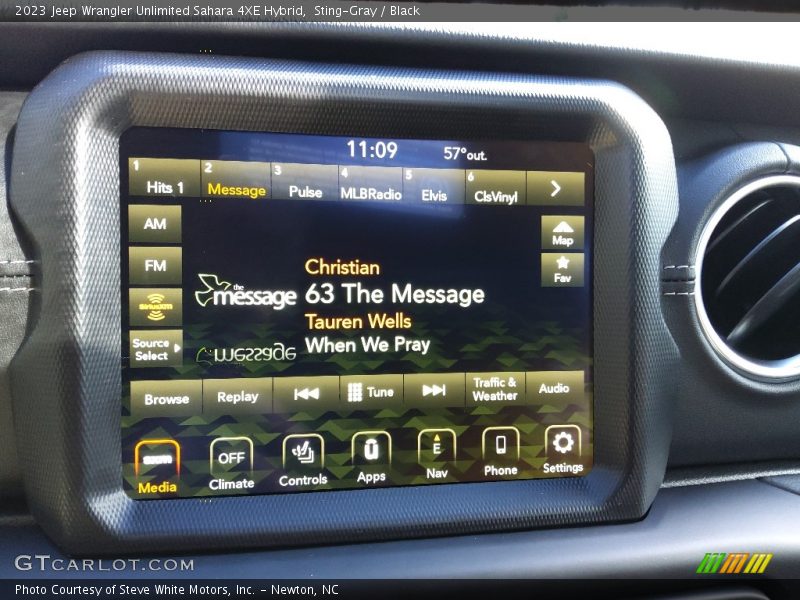 2023 Jeep Wrangler Unlimited Sahara 4XE Hybrid, Sting-Gray / Black
11:09 57°out.
1 Hits 1 2 Message 3 Pulse 4 MLBRadio 5 Elvis 6 ClsVinyl
AM
Map
FM
Fav
SiriusXM
Source Select
the message
Christian
63 The Message
Tauren Wells
When We Pray
Browse Replay Tune Traffic & Weather Audio
OFF E
Media Climate Controls Apps Nav Phone Settings
GTCARLOT.COM
Photo Courtesy of Steve White Motors, Inc. - Newton, NC